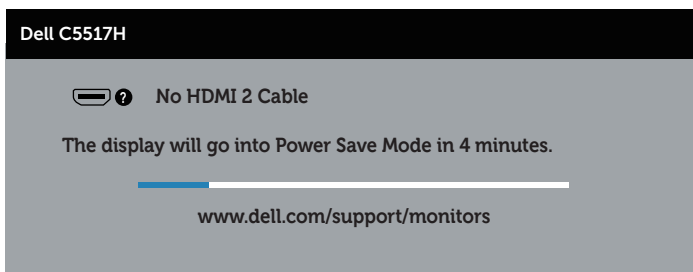 Dell C5517H
? No HDMI 2 Cable
The display will go into Power Save Mode in 4 minutes.
www.dell.com/support/monitors